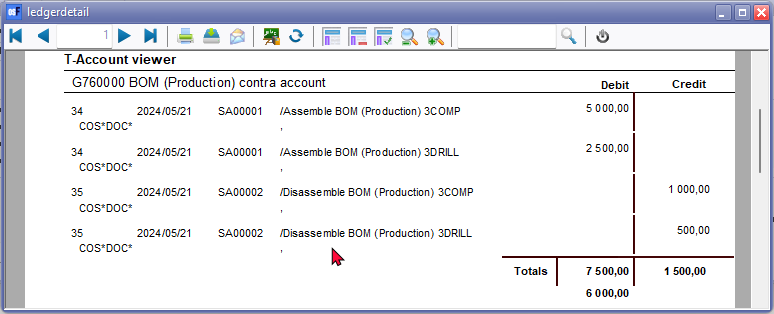 ledgerdetail
1
T-Account viewer
G760000 BOM (Production) contra account Debit Credit
34 2024/05/21 SA00001 /Assemble BOM (Production) 3COMP 5 000,00
COS*DOC* ,
34 2024/05/21 SA00001 /Assemble BOM (Production) 3DRILL 2 500,00
COS*DOC* ,
35 2024/05/21 SA00002 /Disassemble BOM (Production) 3COMP 1 000,00
COS*DOC* ,
35 2024/05/21 SA00002 /Disassemble BOM (Production) 3DRILL 500,00
COS*DOC* ,
Totals 7 500,00 1 500,00
6 000,00